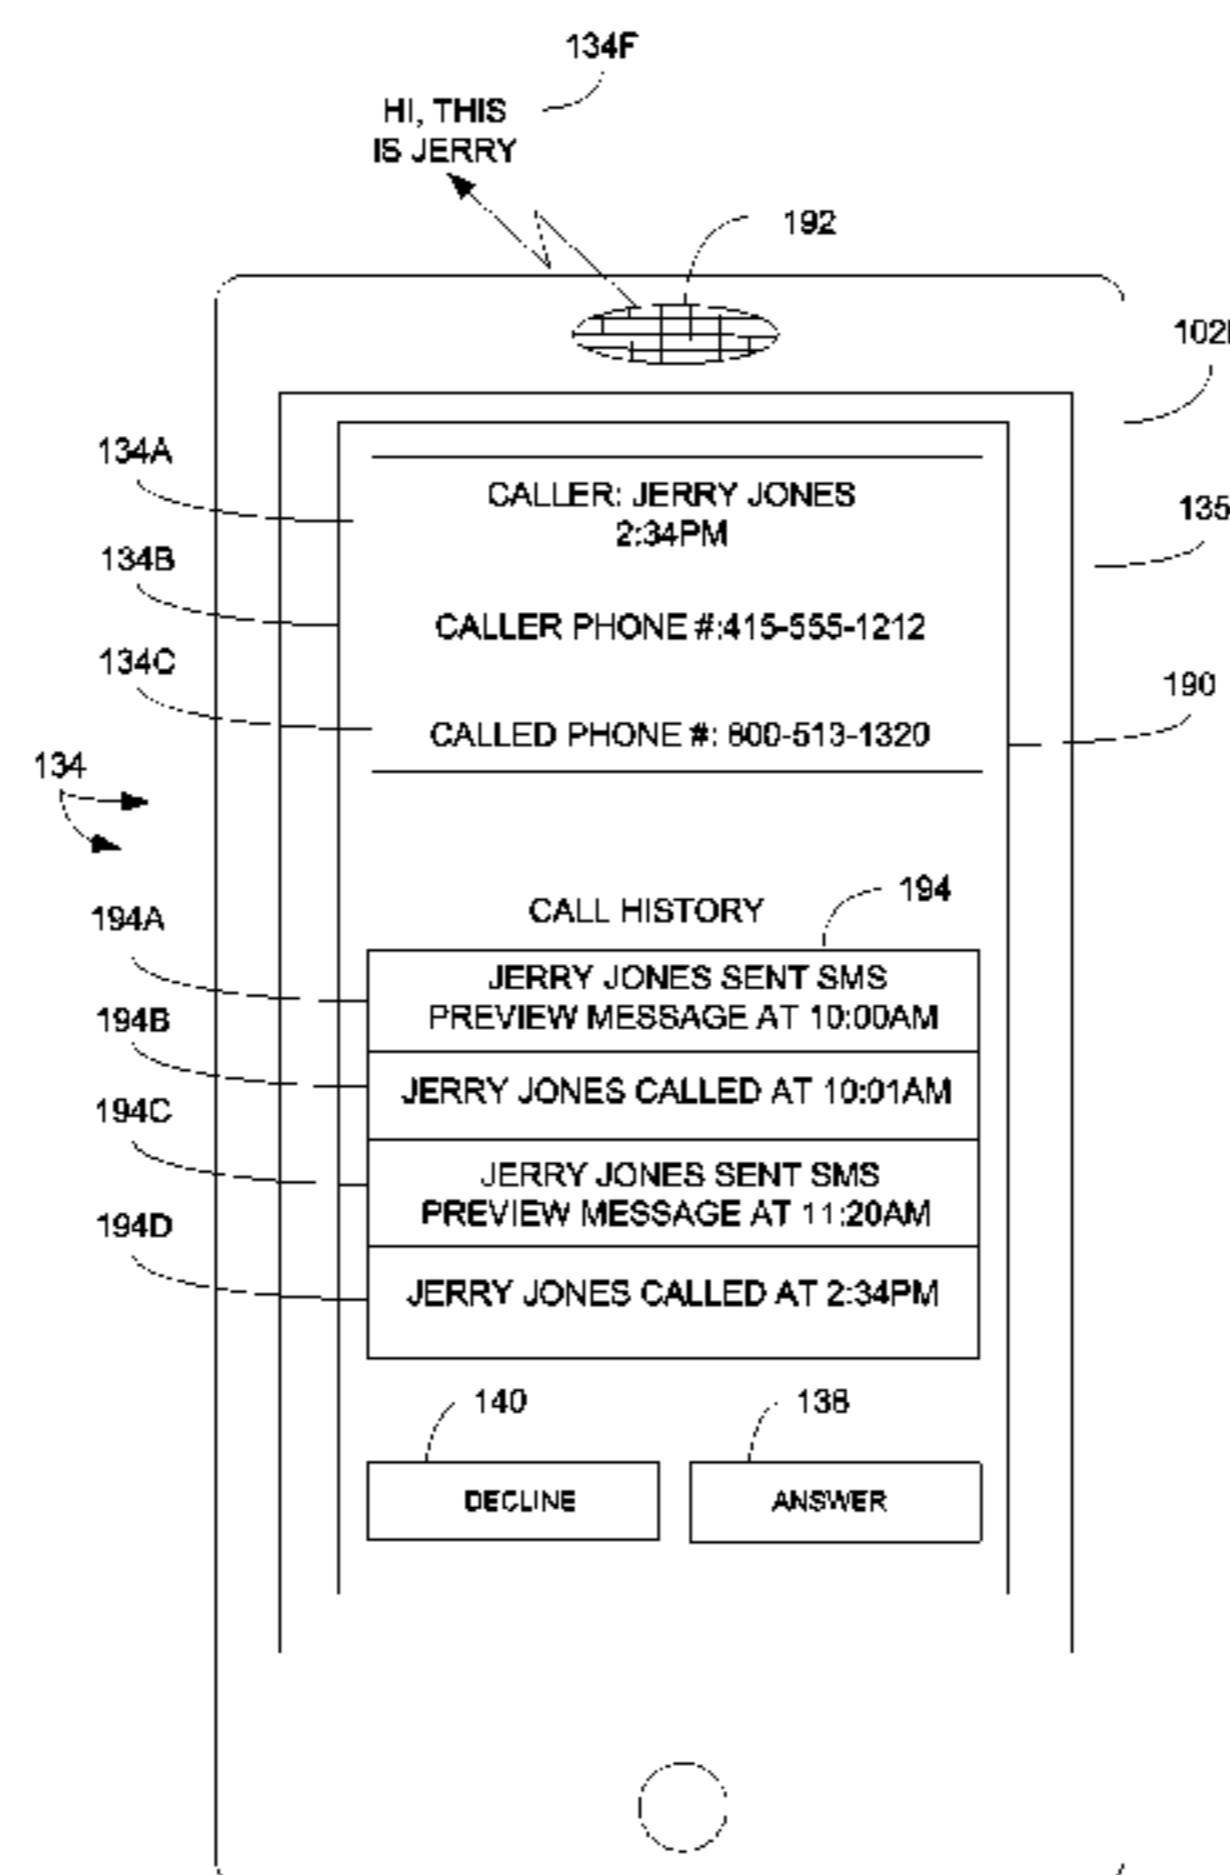 134F
HI, THIS
IS JERRY
192
134A
CALLER: JERRY JONES
2:34PM
135
134B
CALLER PHONE #:415-555-1212
134C
190
CALLED PHONE #: 800-513-1320
134
194
194A
CALL HISTORY
JERRY JONES SENT SMS
PREVIEW MESSAGE AT 10:00AM
194B
JERRY JONES CALLED AT 10:01AM
194C
JERRY JONES SENT SMS
PREVIEW MESSAGE AT 11:20AM
194D
JERRY JONES CALLED AT 2:34PM
140
138
DECLINE
ANSWER